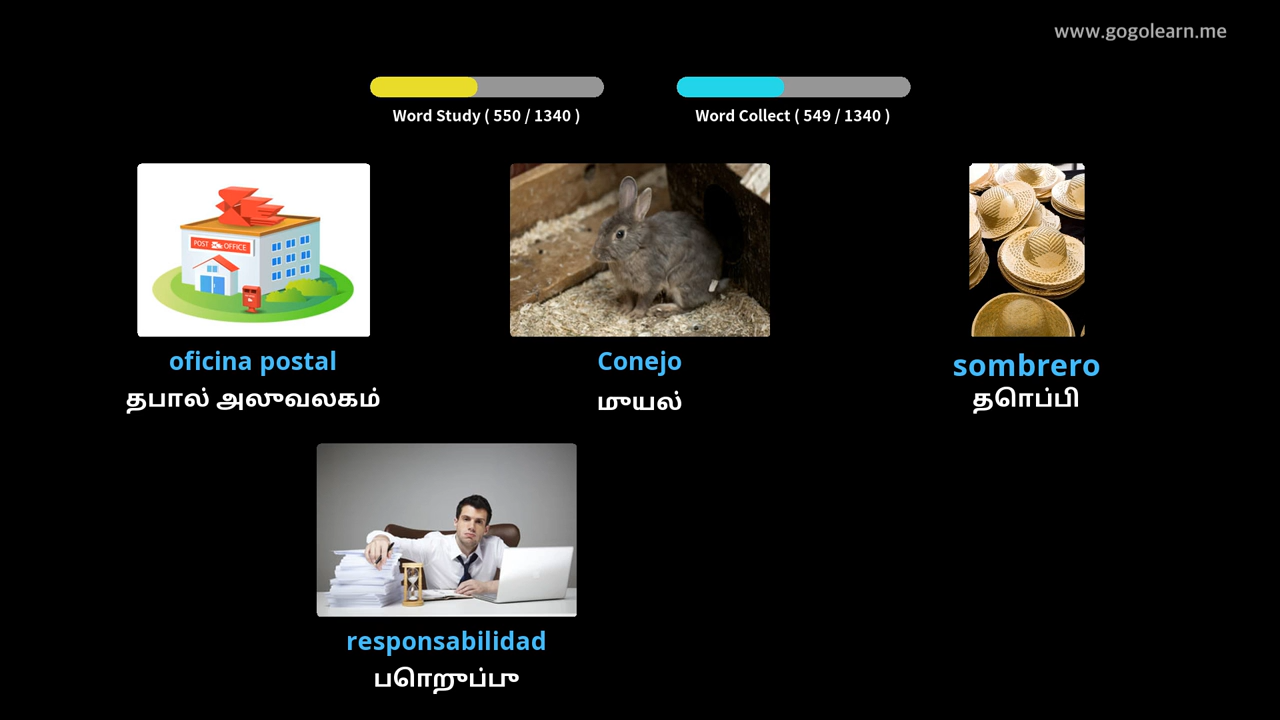 www.gogolearn.me
Word Study ( 550 / 1340 )
Word Collect ( 549 / 1340 )
POST OFFICE
oficina postal
தபால் அலுவலகம்
Conejo
முயல்
sombrero
தொப்பி
responsabilidad
பொறுப்பு